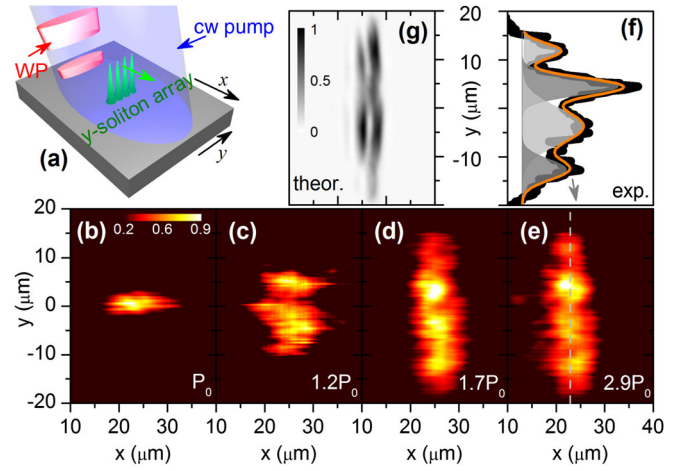 WP
cw pump
y-soliton array
x
y
(a)
(g)
1
0.5
0
theor.
(f)
y (μm)
20
10
-10
exp.
20
10
0
-10
-20
y (μm)
(b)
0.2 0.6 0.9
P0
(c)
1.2P0
(d)
1.7P0
(e)
2.9P0
10 20 30
10 20 30
10 20 30
10 20 30 40
x (μm)
x (μm)
x (μm)
x (μm)